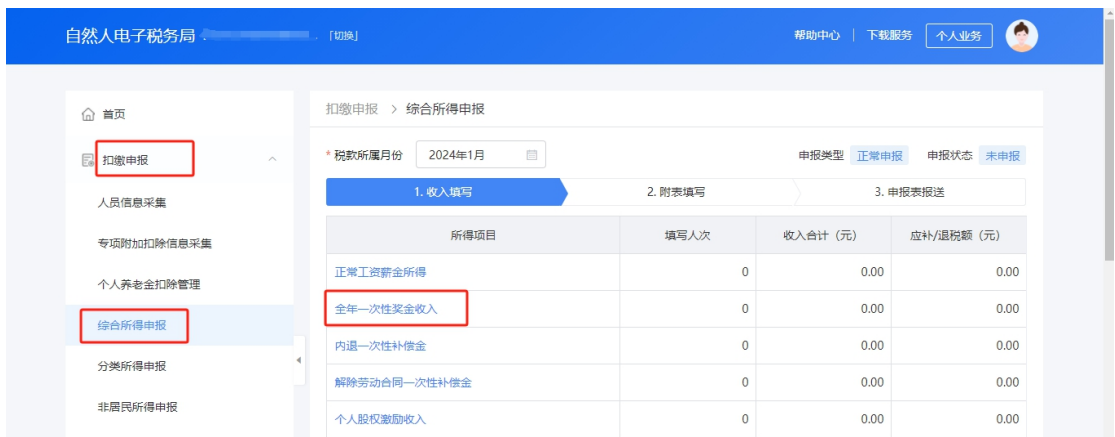 自然人电子税务局 「切换」 帮助中心 下载服务 个人业务
首页
扣缴申报
人员信息采集
专项附加扣除信息采集
个人养老金扣除管理
综合所得申报
分类所得申报
非居民所得申报
扣缴申报 > 综合所得申报
* 税款所属月份 2024年1月 申报类型 正常申报 申报状态 未申报
1. 收入填写 2. 附表填写 3. 申报表报送
所得项目 填写人次 收入合计(元) 应补/退税额(元)
正常工资薪金所得 0 0.00 0.00
全年一次性奖金收入 0 0.00 0.00
内退一次性补偿金 0 0.00 0.00
解除劳动合同一次性补偿金 0 0.00 0.00
个人股权激励收入 0 0.00 0.00